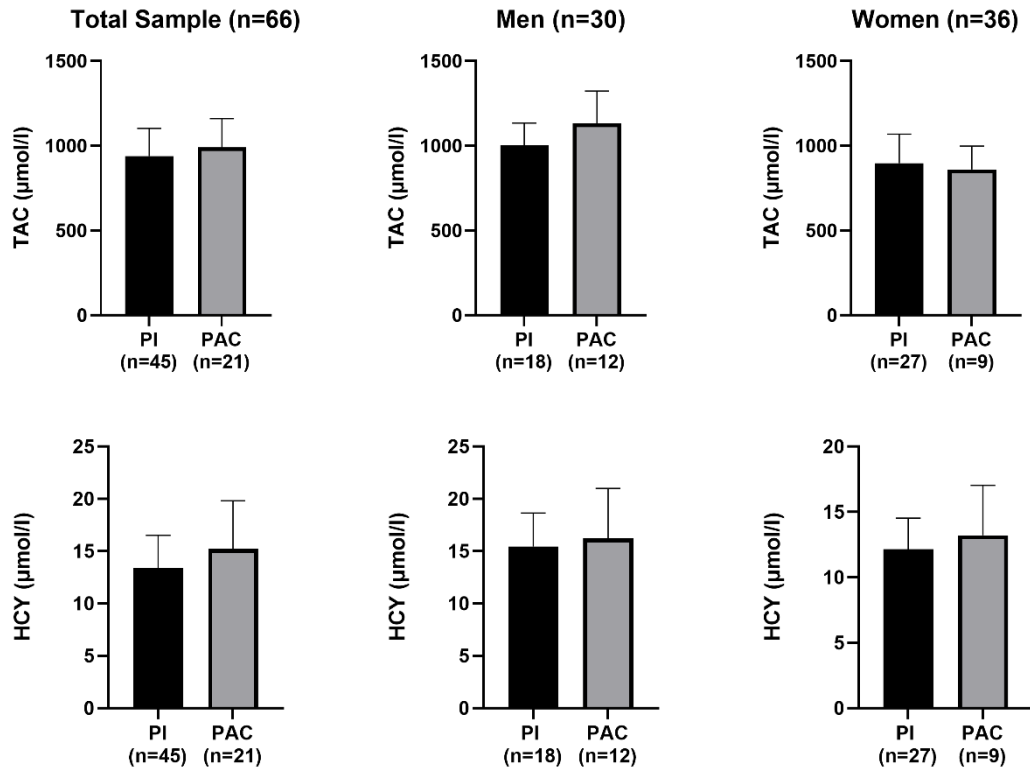 Total Sample (n=66)
Men (n=30)
Women (n=36)
TAC (µmol/l)
1500
1000
500
0
PI
(n=45)
PAC
(n=21)
TAC (µmol/l)
1500
1000
500
0
PI
(n=18)
PAC
(n=12)
TAC (µmol/l)
1500
1000
500
0
PI
(n=27)
PAC
(n=9)
HCY (µmol/l)
25
20
15
10
5
0
PI
(n=45)
PAC
(n=21)
HCY (µmol/l)
25
20
15
10
5
0
PI
(n=18)
PAC
(n=12)
HCY (µmol/l)
20
15
10
5
0
PI
(n=27)
PAC
(n=9)